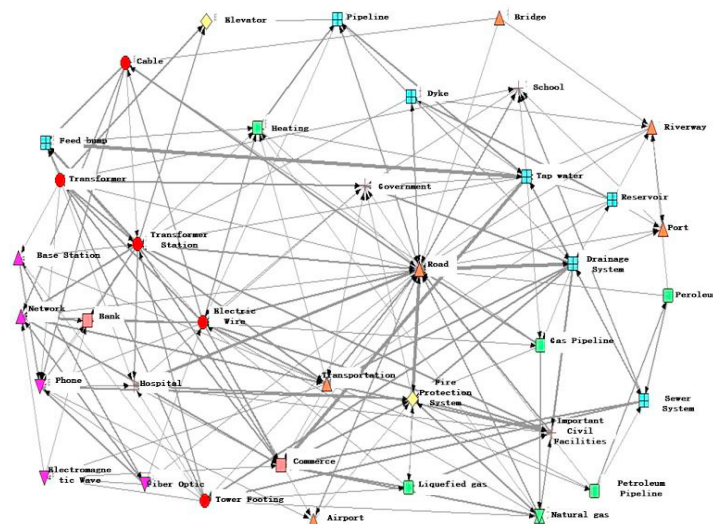 Elevator
Pipeline
Bridge
Cable
Dyke
School
Heating
Riverway
Feed bump
Transformer
Government
Tap water
Reservoir
Transformer
Station
Port
Base Station
Road
Drainage
System
Peroleu
Network
Bank
Electric
Wire
Gas Pipeline
Phone
Hospital
Transportation
Fire
Protection
System
Sewer
System
Important
Civil
Facilities
Commerce
Electromagne
tic Wave
Fiber Optic
Liquefied gas
Petroleum
Pipeline
Tower Footing
Airport
Natural gas